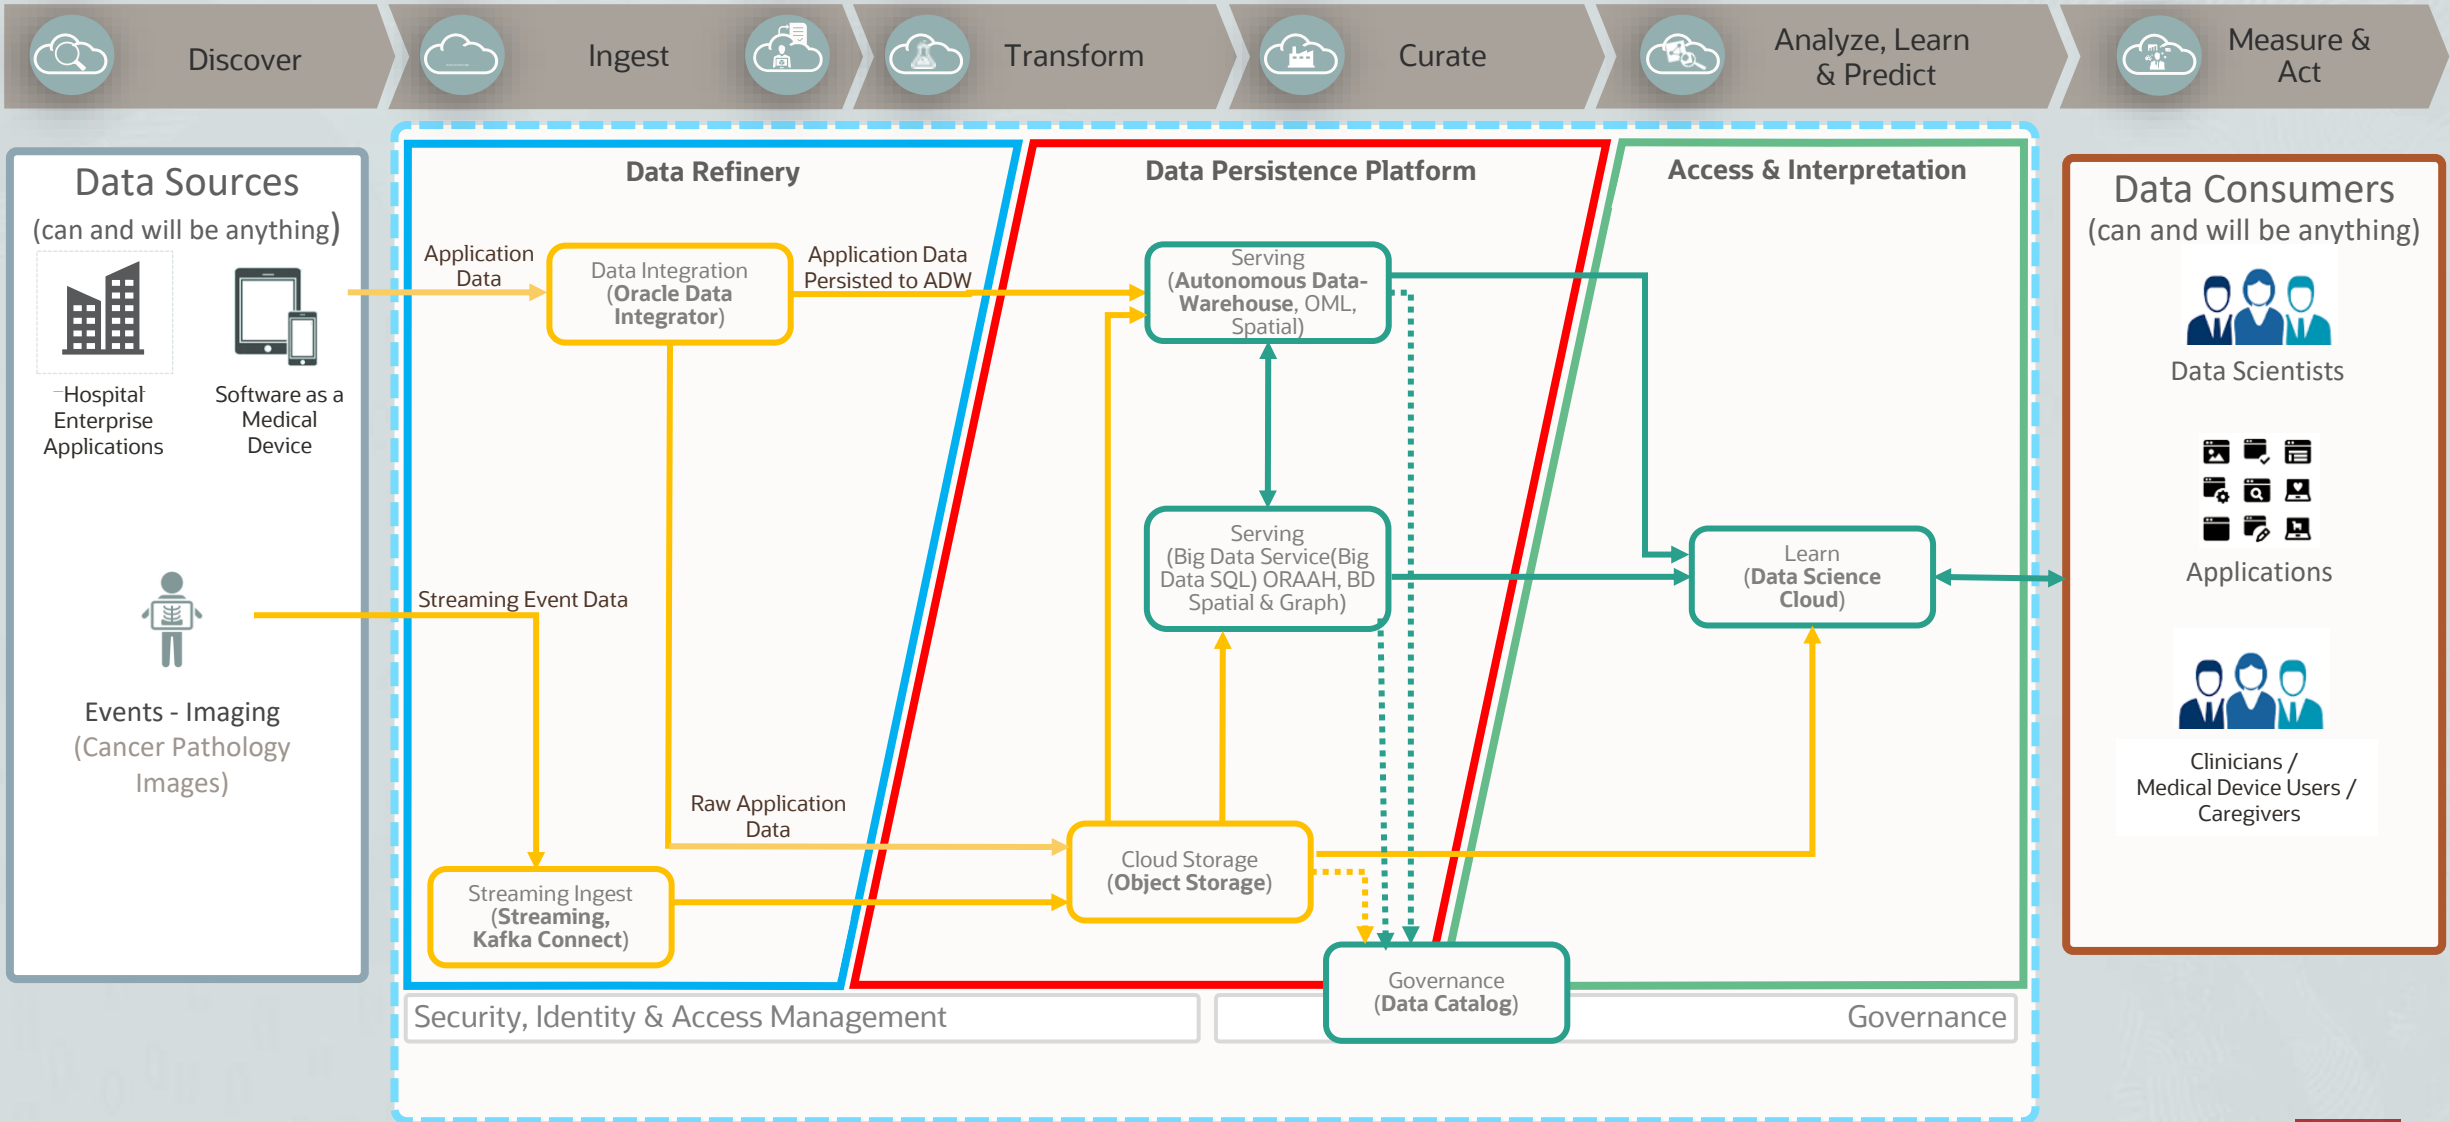 Discover
Ingest
Transform
Curate
Analyze, Learn
& Predict
Measure &
Act
Data Sources
(can and will be anything)
Hospital
Enterprise
Applications
Software as a
Medical
Device
Events - Imaging
(Cancer Pathology
Images)
Data Refinery
Application
Data
Data Integration
(Oracle Data
Integrator)
Application Data
Persisted to ADW
Streaming Event Data
Raw Application
Data
Streaming Ingest
(Streaming,
Kafka Connect)
Data Persistence Platform
Serving
(Autonomous Data-
Warehouse, OML,
Spatial)
Serving
(Big Data Service(Big
Data SQL) ORAAH, BD
Spatial & Graph)
Cloud Storage
(Object Storage)
Governance
(Data Catalog)
Access & Interpretation
Learn
(Data Science
Cloud)
Security, Identity & Access Management
Governance
Data Consumers
(can and will be anything)
Data Scientists
Applications
Clinicians /
Medical Device Users /
Caregivers